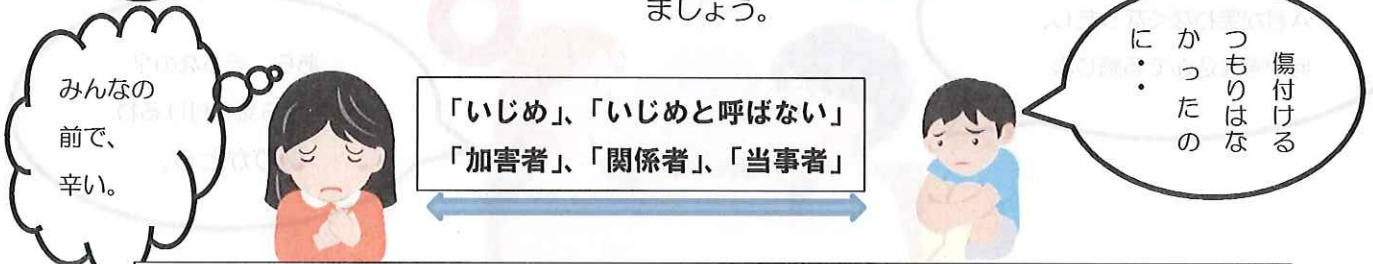 ましょう。
みんなの
前で、
辛い。
「いじめ」、「いじめと呼ばない」
「加害者」、「関係者」、「当事者」
傷付ける
つもりはな
かったの
に・・